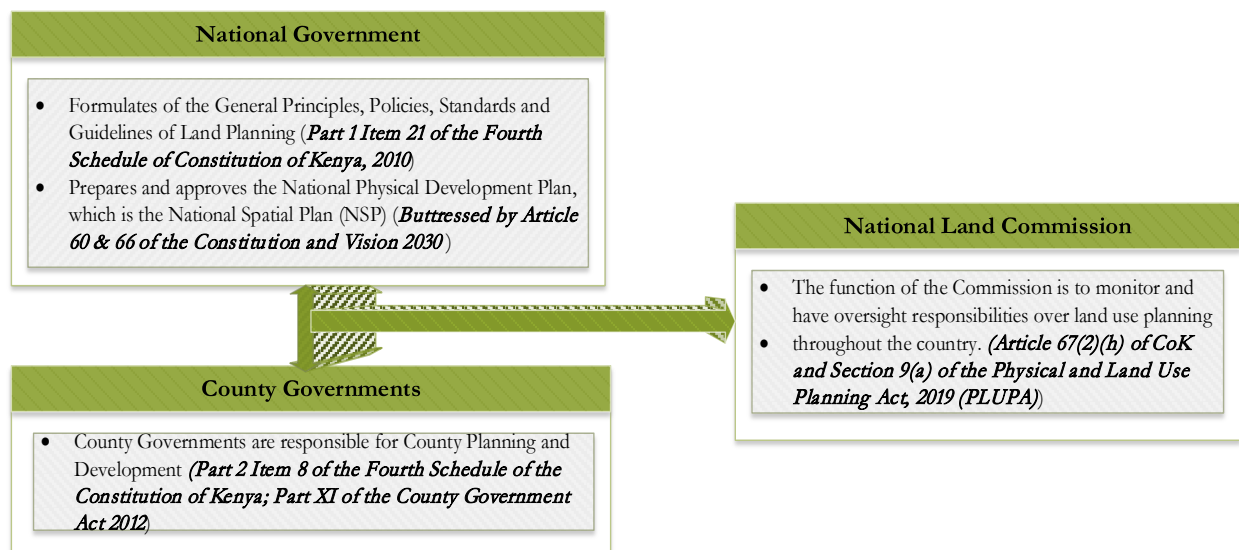 National Government
• Formulates of the General Principles, Policies, Standards and
Guidelines of Land Planning (Part 1 Item 21 of the Fourth
Schedule of Constitution of Kenya, 2010)
• Prepares and approves the National Physical Development Plan,
which is the National Spatial Plan (NSP) (Buttressed by Article
60 & 66 of the Constitution and Vision 2030 )
National Land Commission
• The function of the Commission is to monitor and
have oversight responsibilities over land use planning
• throughout the country. (Article 67(2)(h) of CoK
and Section 9(a) of the Physical and Land Use
Planning Act, 2019 (PLUPA))
County Governments
• County Governments are responsible for County Planning and
Development (Part 2 Item 8 of the Fourth Schedule of the
Constitution of Kenya; Part XI of the County Government
Act 2012)